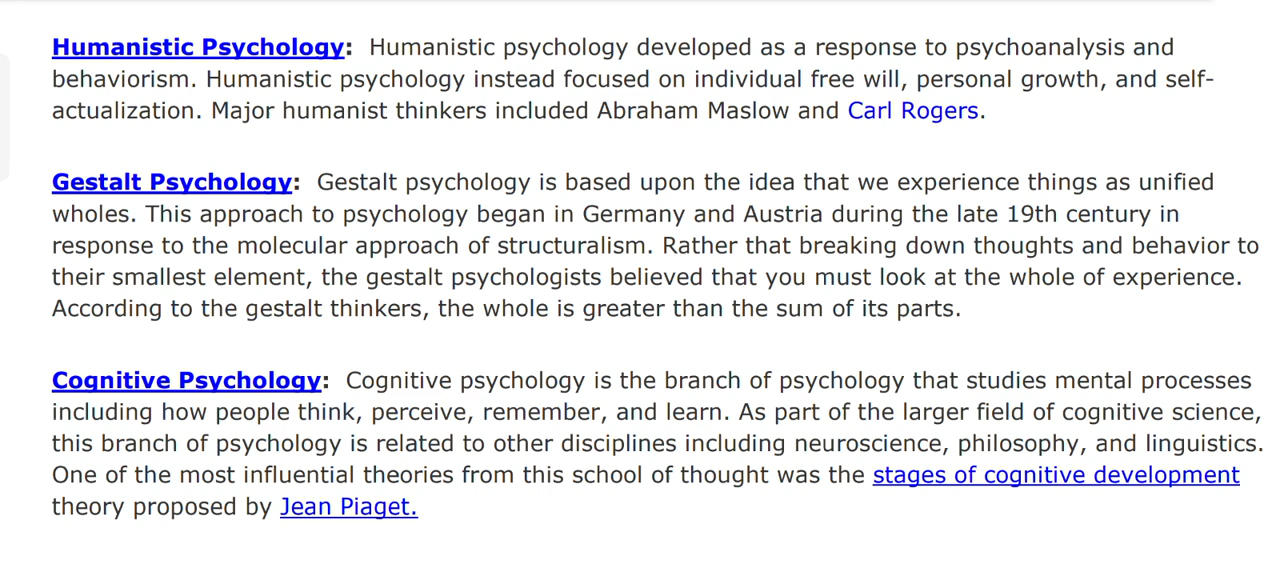 Humanistic Psychology: Humanistic psychology developed as a response to psychoanalysis and
behaviorism. Humanistic psychology instead focused on individual free will, personal growth, and self-
actualization. Major humanist thinkers included Abraham Maslow and Carl Rogers.
Gestalt Psychology: Gestalt psychology is based upon the idea that we experience things as unified
wholes. This approach to psychology began in Germany and Austria during the late 19th century in
response to the molecular approach of structuralism. Rather that breaking down thoughts and behavior to
their smallest element, the gestalt psychologists believed that you must look at the whole of experience.
According to the gestalt thinkers, the whole is greater than the sum of its parts.
Cognitive Psychology: Cognitive psychology is the branch of psychology that studies mental processes
including how people think, perceive, remember, and learn. As part of the larger field of cognitive science,
this branch of psychology is related to other disciplines including neuroscience, philosophy, and linguistics.
One of the most influential theories from this school of thought was the stages of cognitive development
theory proposed by Jean Piaget.